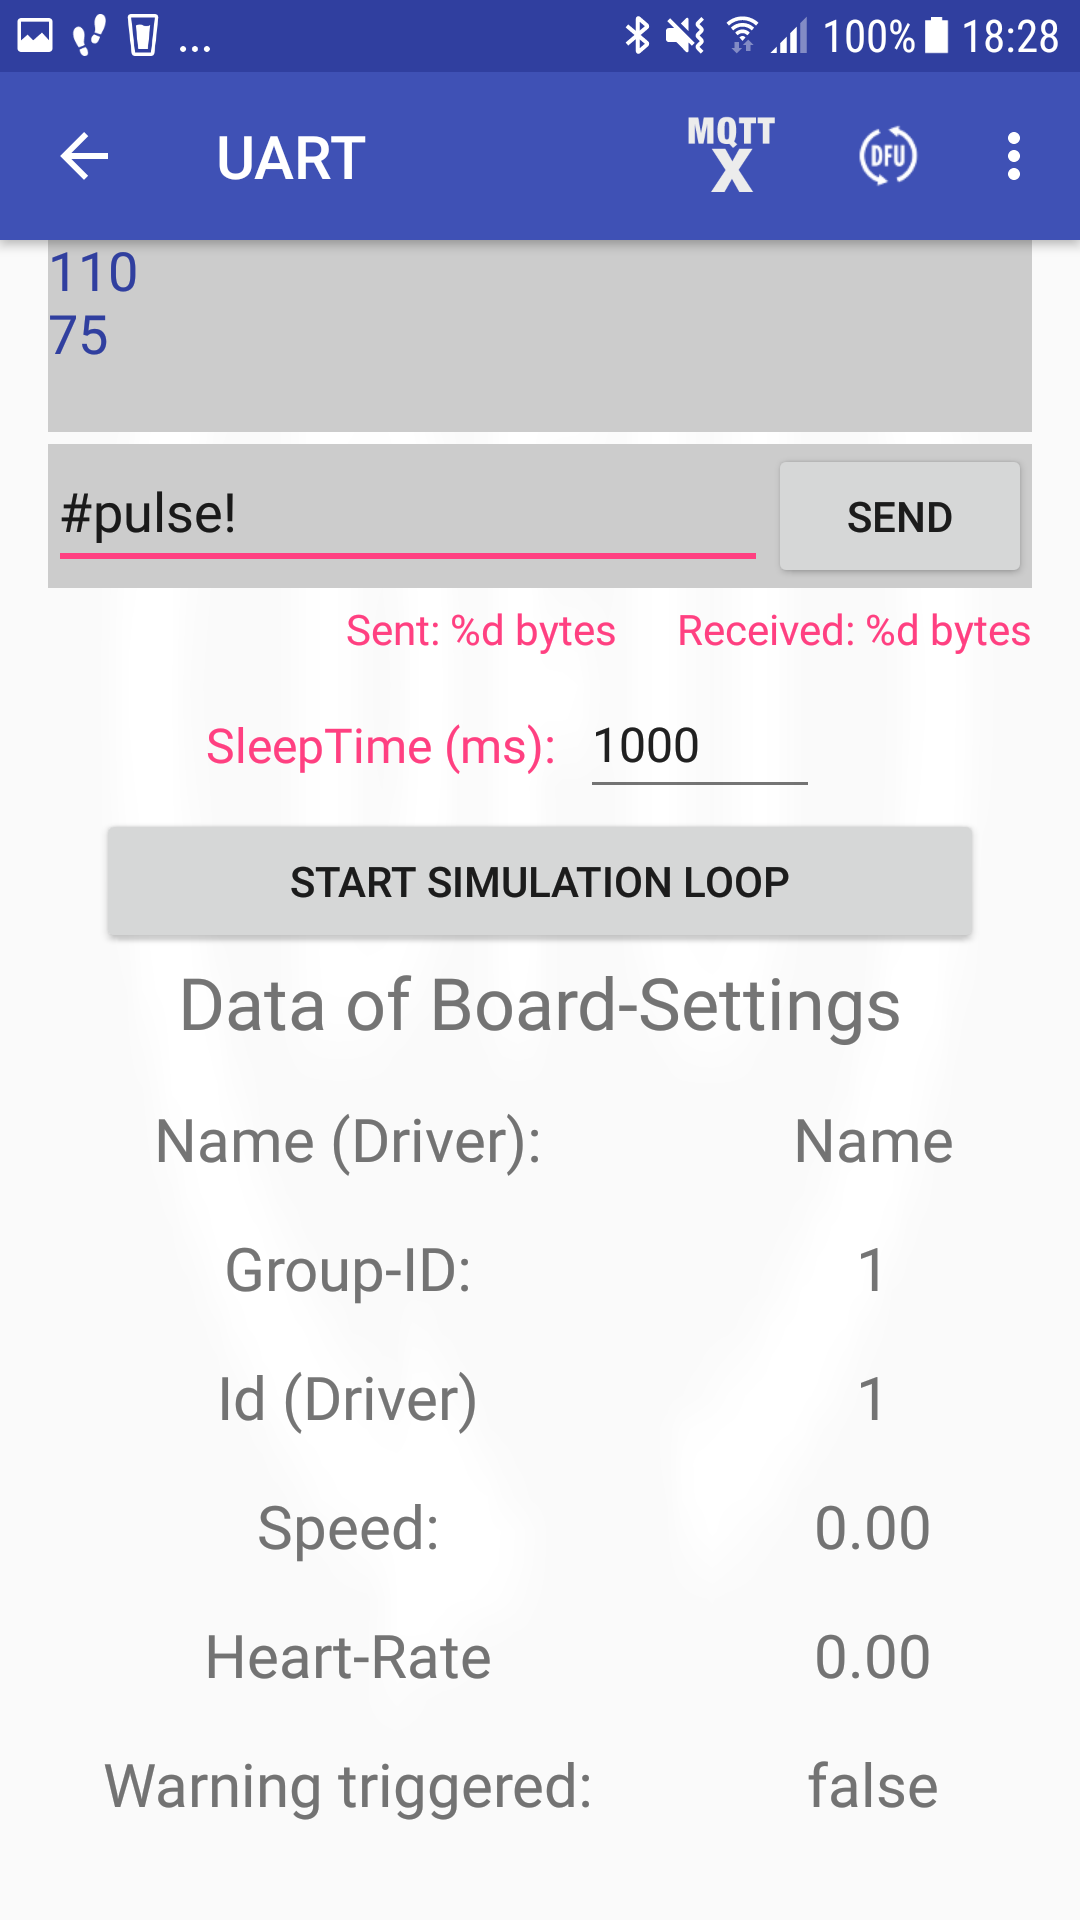 ... 100% 18:28
UART MQTT X DFU
110
75
#pulse! SEND
Sent: %d bytes Received: %d bytes
SleepTime (ms): 1000
START SIMULATION LOOP
Data of Board-Settings
Name (Driver): Name
Group-ID: 1
Id (Driver) 1
Speed: 0.00
Heart-Rate 0.00
Warning triggered: false